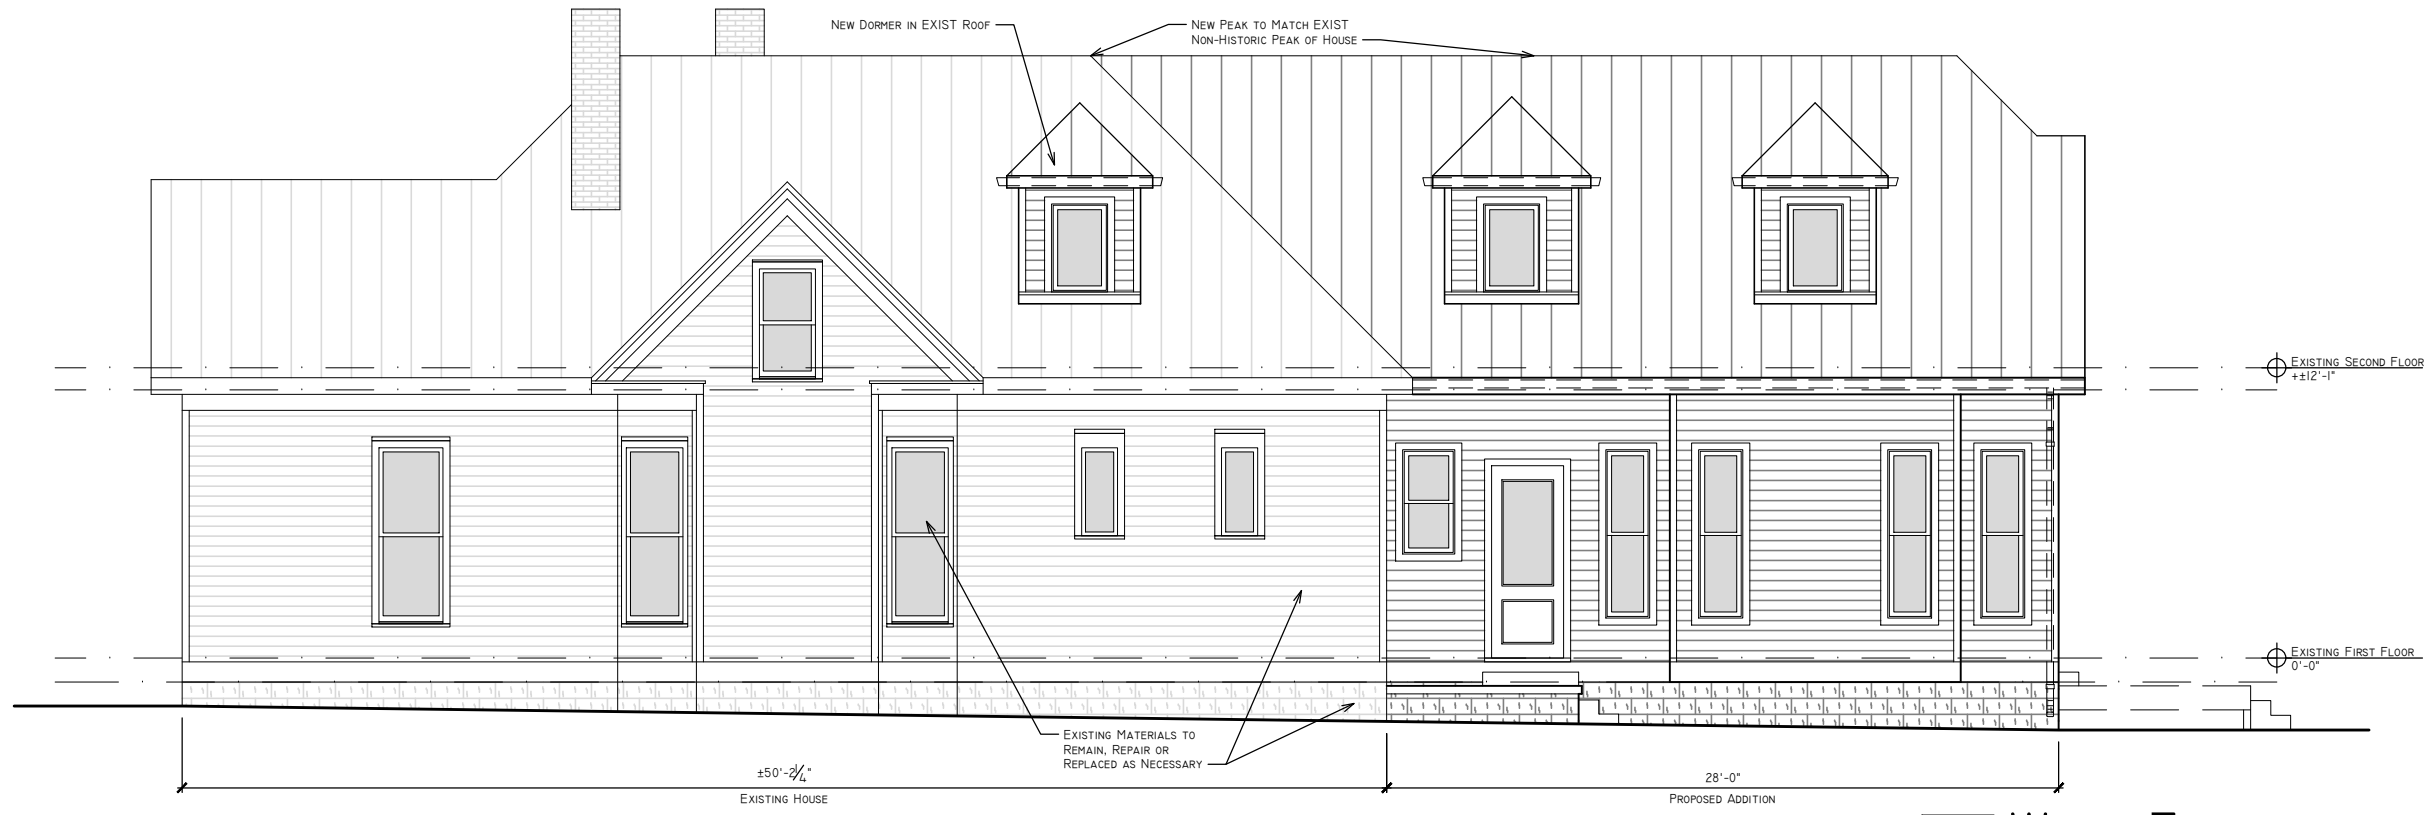 NEW DORMER IN EXIST ROOF
NEW PEAK TO MATCH EXIST
NON-HISTORIC PEAK OF HOUSE
EXISTING SECOND FLOOR
+±12'-1"
EXISTING FIRST FLOOR
0'-0"
EXISTING MATERIALS TO
REMAIN, REPAIR OR
REPLACED AS NECESSARY
±50'-2 1/4"
EXISTING HOUSE
28'-0"
PROPOSED ADDITION